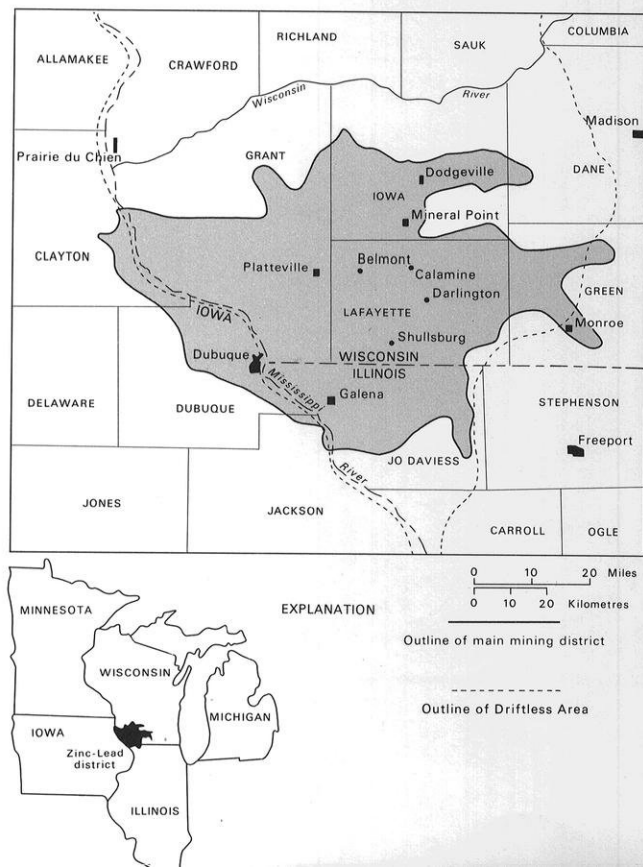 RICHLAND
COLUMBIA
SAUK
ALLAMAKEE
CRAWFORD
Wisconsin
River
Madison
Prairie du Chien
GRANT
DANE
Dodgeville
IOWA
Mineral Point
CLAYTON
Belmont
Platteville
Calamine
GREEN
Darlington
IOWA
LAFAYETTE
Monroe
Shullsburg
Dubuque
WISCONSIN
ILLINOIS
Mississippi
Galena
DELAWARE
DUBUQUE
STEPHENSON
Freeport
JO DAVIESS
River
JONES
JACKSON
CARROLL
OGLE
0 10 20 Miles
0 10 20 Kilometres
MINNESOTA
EXPLANATION
Outline of main mining district
WISCONSIN
MICHIGAN
Outline of Driftless Area
IOWA
Zinc-Lead
district
ILLINOIS